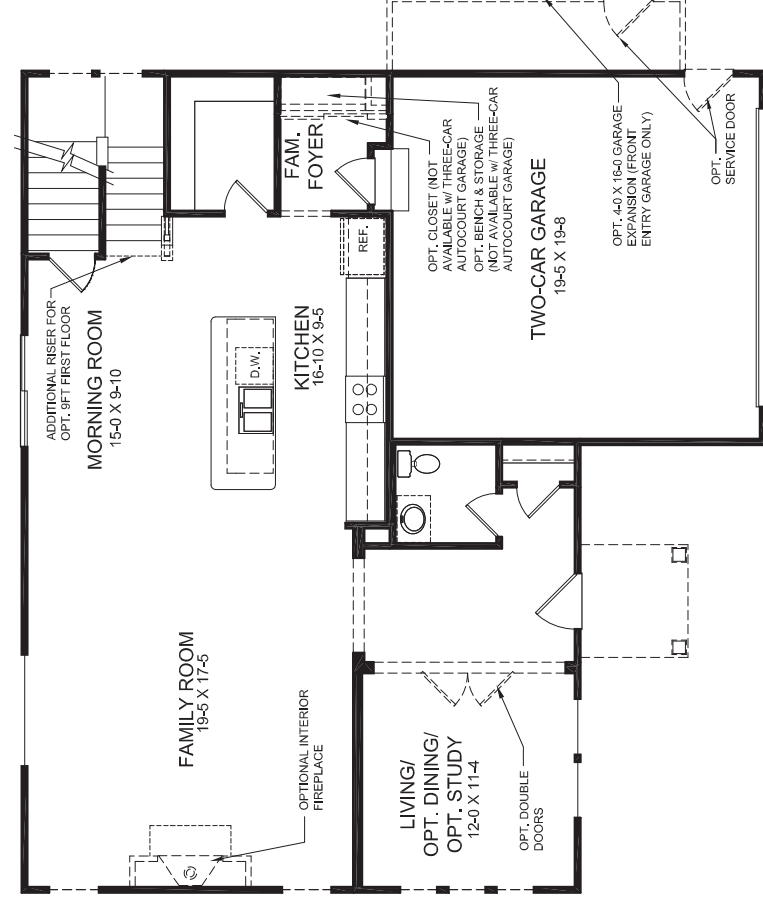 FAM.
FOYER
OPT. CLOSET (NOT
AVAILABLE w/ THREE-CAR
AUTOCOURT GARAGE)
OPT. BENCH & STORAGE
(NOT AVAILABLE w/ THREE-CAR
AUTOCOURT GARAGE)
TWO-CAR GARAGE
19-5 X 19-8
OPT. 4-0 X 16-0 GARAGE
EXPANSION (FRONT
ENTRY GARAGE ONLY)
OPT.
SERVICE DOOR
ADDITIONAL RISER FOR
OPT. 9FT FIRST FLOOR
MORNING ROOM
15-0 X 9-10
D.W.
KITCHEN
16-10 X 9-5
REF.
FAMILY ROOM
19-5 X 17-5
OPTIONAL INTERIOR
FIREPLACE
LIVING/
OPT. DINING/
OPT. STUDY
12-0 X 11-4
OPT. DOUBLE
DOORS